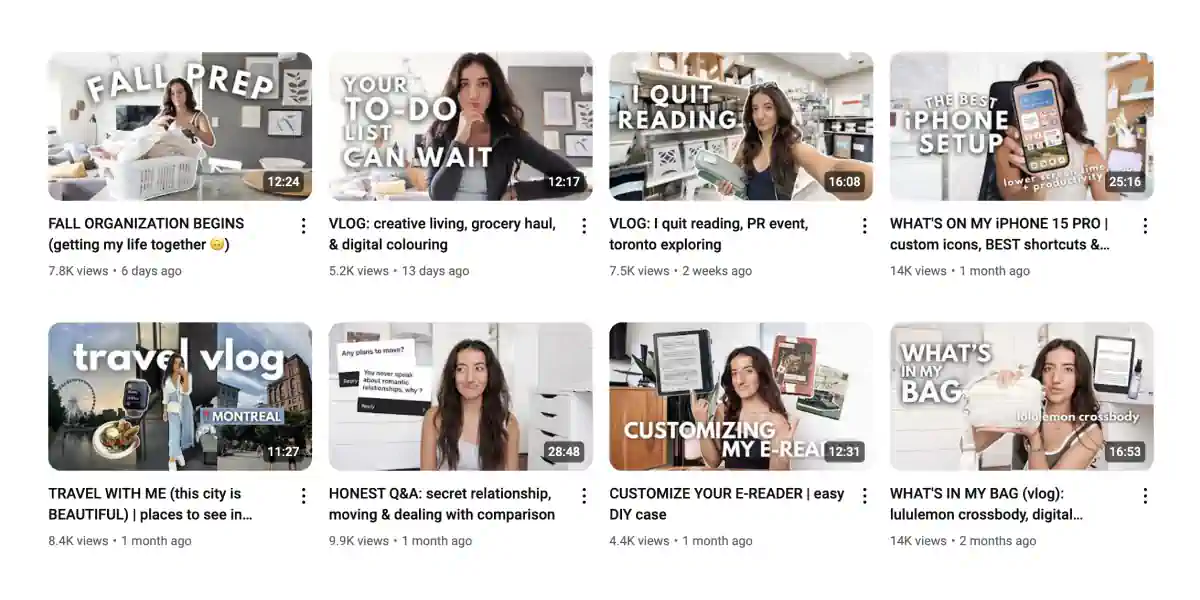 FALL PREP
12:24
YOUR
TO-DO
LIST
CAN WAIT
12:17
I QUIT
READING
16:08
THE BEST
iPHONE
SETUP
lower screen time
+ productivity
25:16
FALL ORGANIZATION BEGINS
(getting my life together 🥲)
7.8K views • 6 days ago
VLOG: creative living, grocery haul,
& digital colouring
5.2K views • 13 days ago
VLOG: I quit reading, PR event,
toronto exploring
7.5K views • 2 weeks ago
WHAT'S ON MY iPHONE 15 PRO |
custom icons, BEST shortcuts &...
14K views • 1 month ago
travel vlog
MONTREAL
11:27
Any plans to move?
Reply
You never speak
about romantic
relationships, why ?
Reply
28:48
CUSTOMIZING
MY E-REA
12:31
WHAT'S
IN MY
BAG
lululemon crossbody
16:53
TRAVEL WITH ME (this city is
BEAUTIFUL) | places to see in...
8.4K views • 1 month ago
HONEST Q&A: secret relationship,
moving & dealing with comparison
9.9K views • 1 month ago
CUSTOMIZE YOUR E-READER | easy
DIY case
4.4K views • 1 month ago
WHAT'S IN MY BAG (vlog):
lululemon crossbody, digital...
14K views • 2 months ago